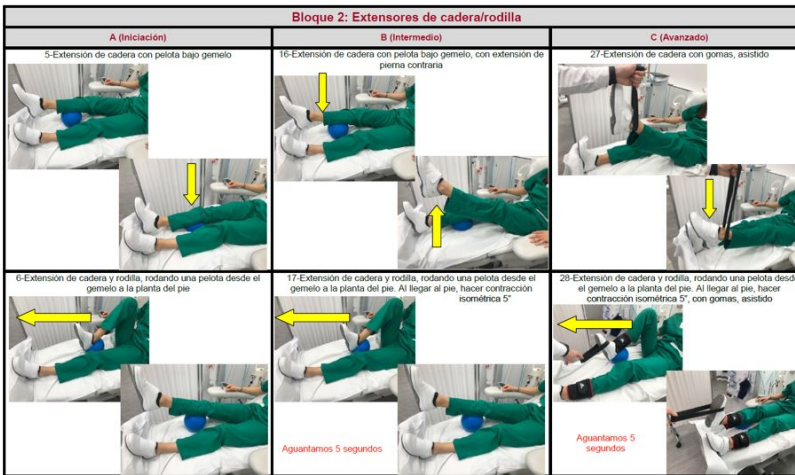 Bloque 2: Extensores de cadera/rodilla
A (Iniciación)
B (Intermedio)
C (Avanzado)
5-Extensión de cadera con pelota bajo gemelo
16-Extensión de cadera con pelota bajo gemelo, con extensión de
pierna contraria
27-Extensión de cadera con gomas, asistido
6-Extensión de cadera y rodilla, rodando una pelota desde el
gemelo a la planta del pie
17-Extensión de cadera y rodilla, rodando una pelota desde el
gemelo a la planta del pie. Al llegar al pie, hacer contracción
isométrica 5"
Aguantamos 5 segundos
28-Extensión de cadera y rodilla, rodando una pelota desde
el gemelo a la planta del pie. Al llegar al pie, hacer
contracción isométrica 5", con gomas, asistido
Aguantamos 5
segundos